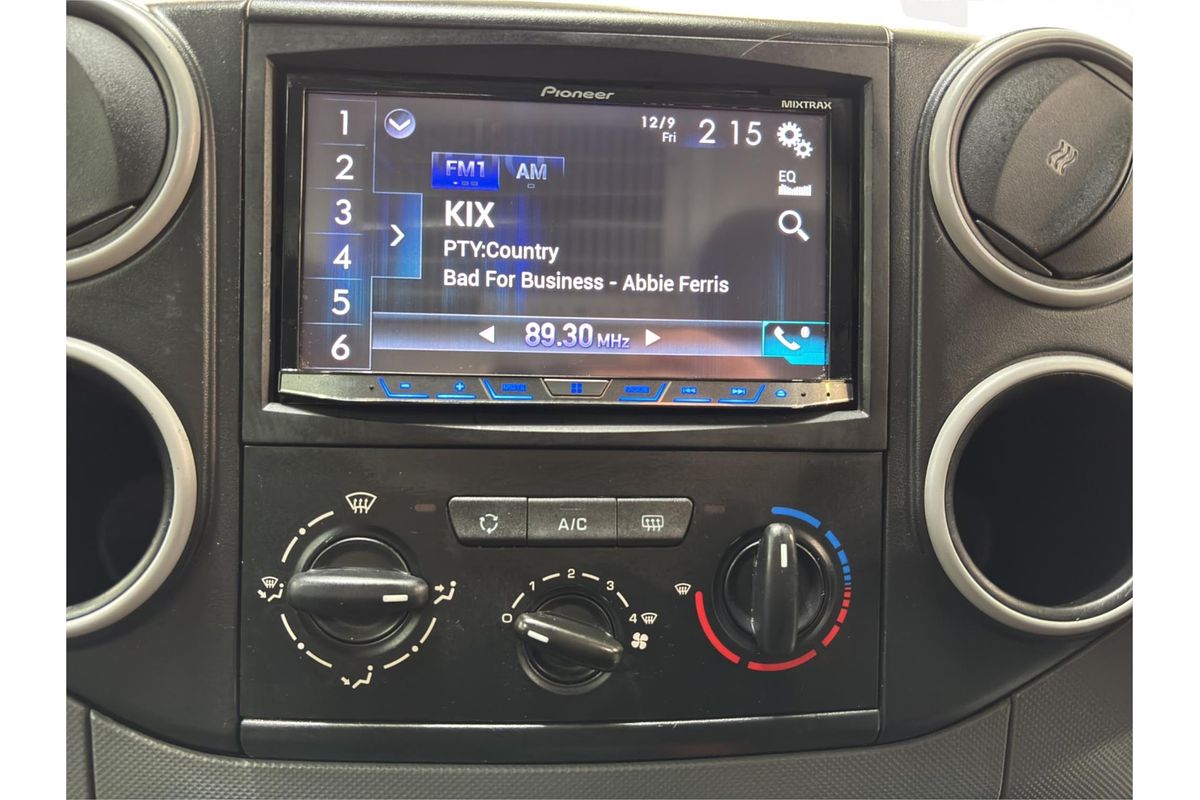 Pioneer
MIXTRAX
1
2
3
4
5
6
12/9
Fri
2 15
FM1
AM
EQ
KIX
PTY:Country
Bad For Business - Abbie Ferris
89.30 MHz
MUTE
A/C
0
1
2
3
4